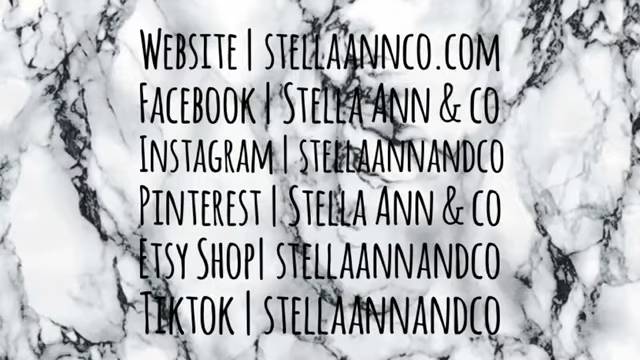 Website | stellaannco.com
Facebook | Stella Ann & co
Instagram | stellaannandco
Pinterest | Stella Ann & co
Etsy Shop| stellaannandco
Tiktok | stellaannandco